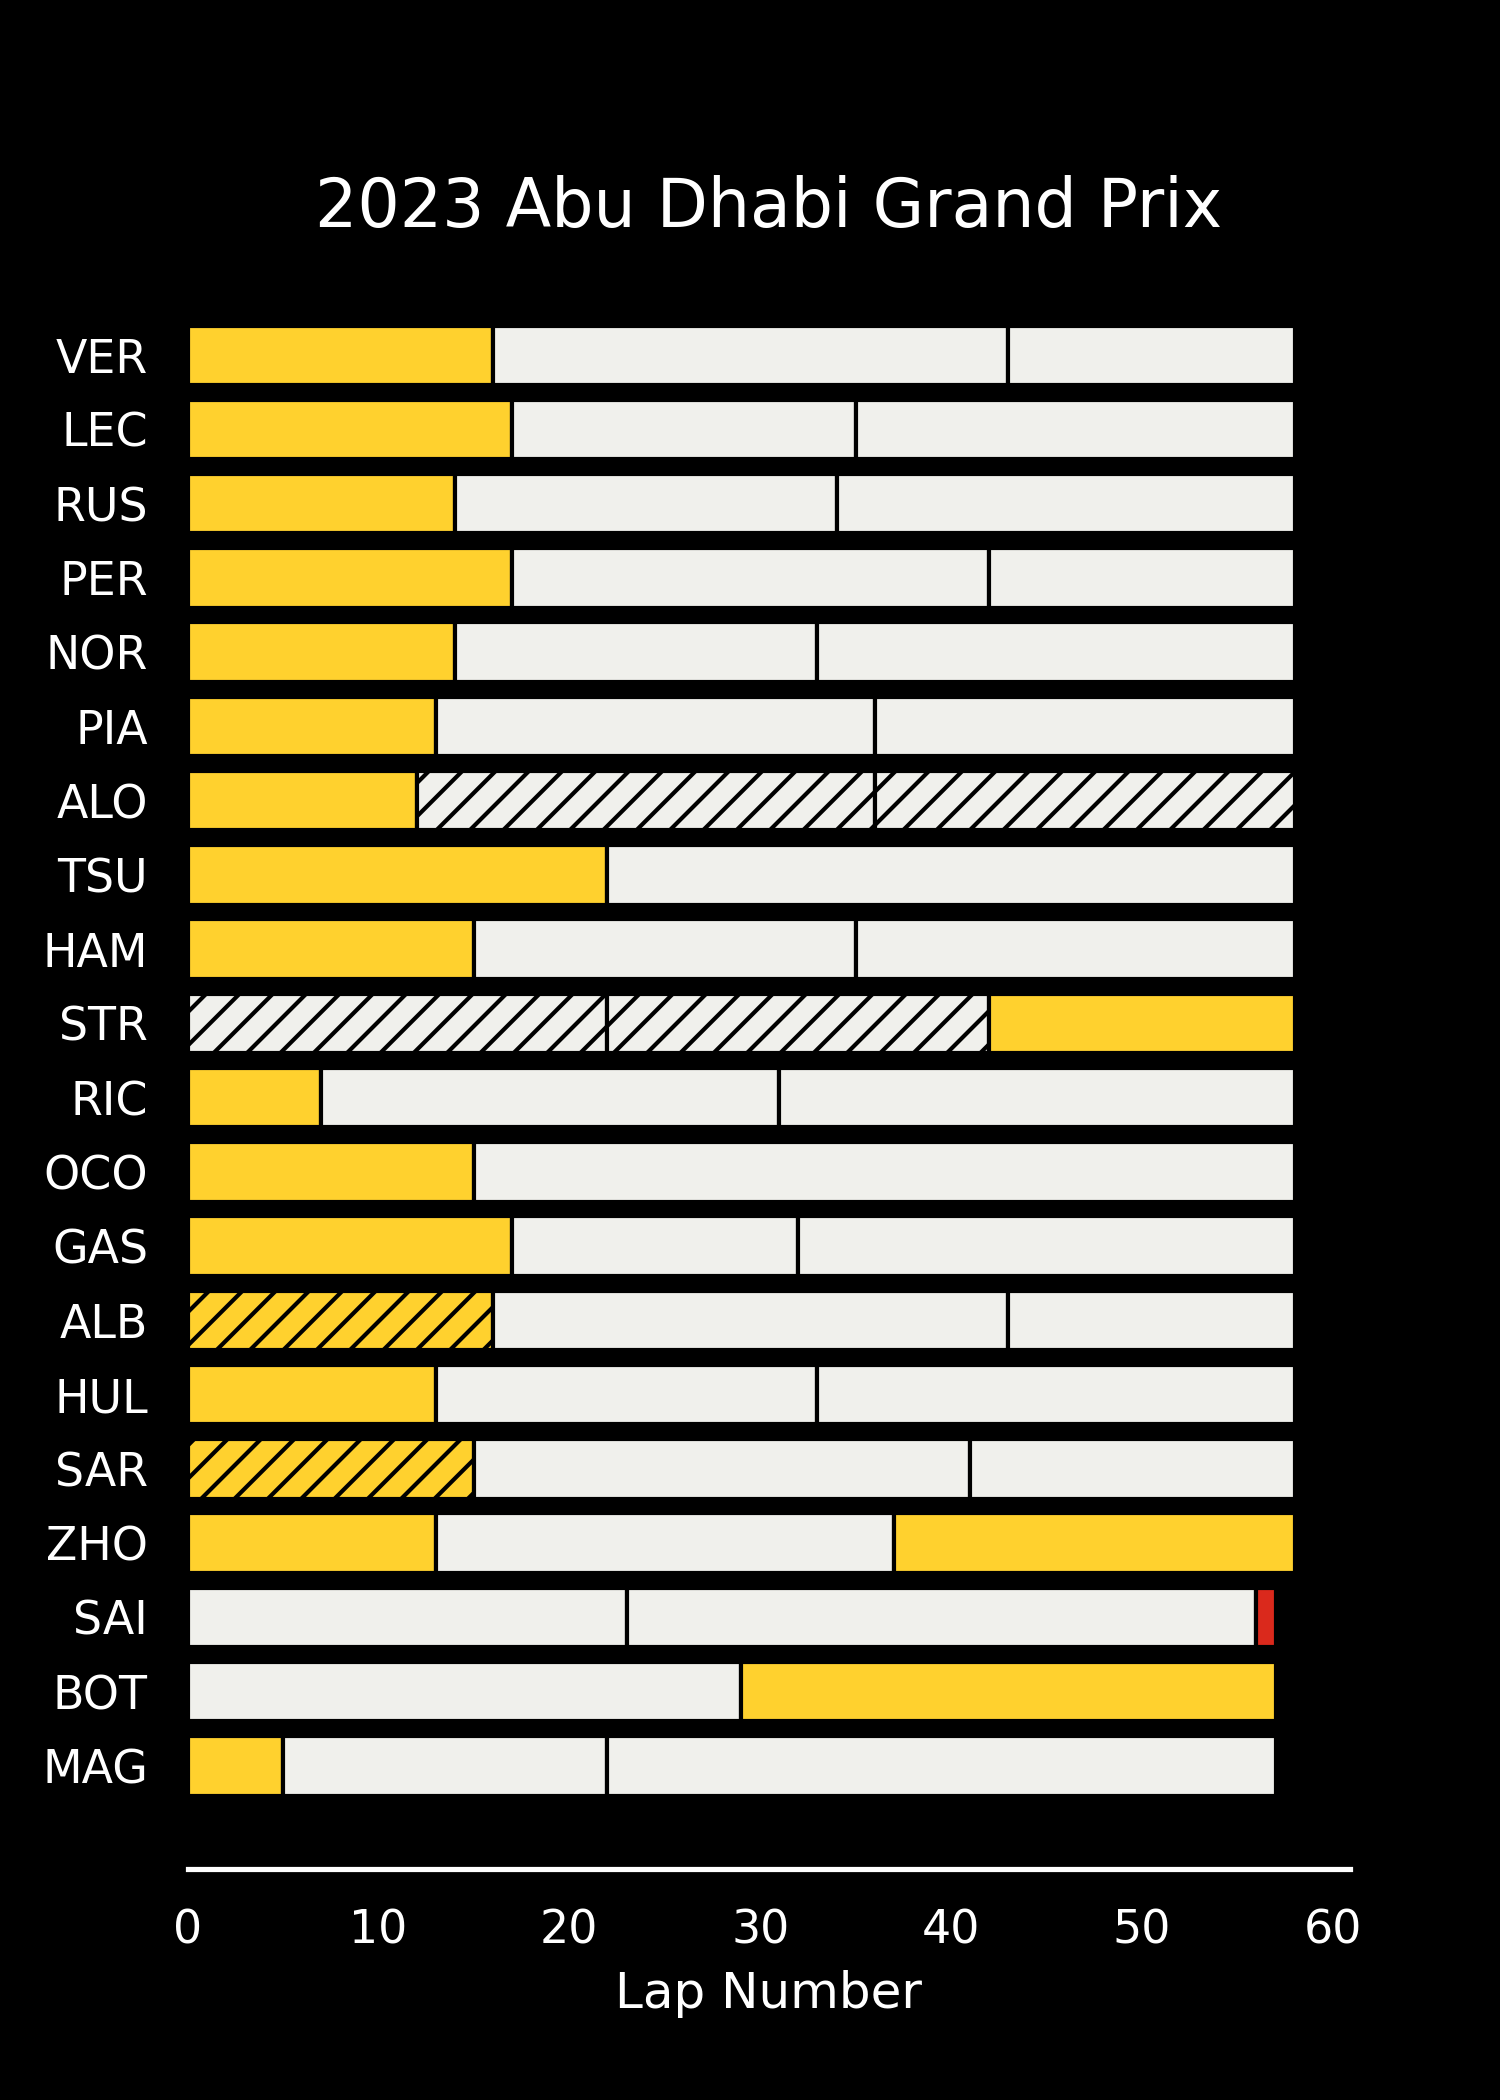 2023 Abu Dhabi Grand Prix
VER
LEC
RUS
PER
NOR
PIA
ALO
TSU
HAM
STR
RIC
OCO
GAS
ALB
HUL
SAR
ZHO
SAI
BOT
MAG
0 10 20 30 40 50 60
Lap Number